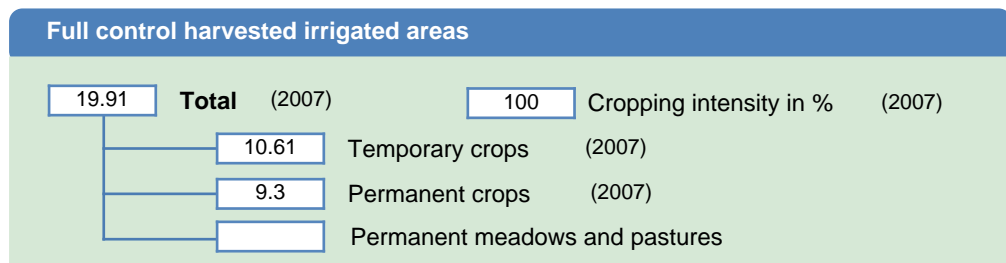 Full control harvested irrigated areas
19.91 Total (2007) 100 Cropping intensity in % (2007)
10.61 Temporary crops (2007)
9.3 Permanent crops (2007)
Permanent meadows and pastures